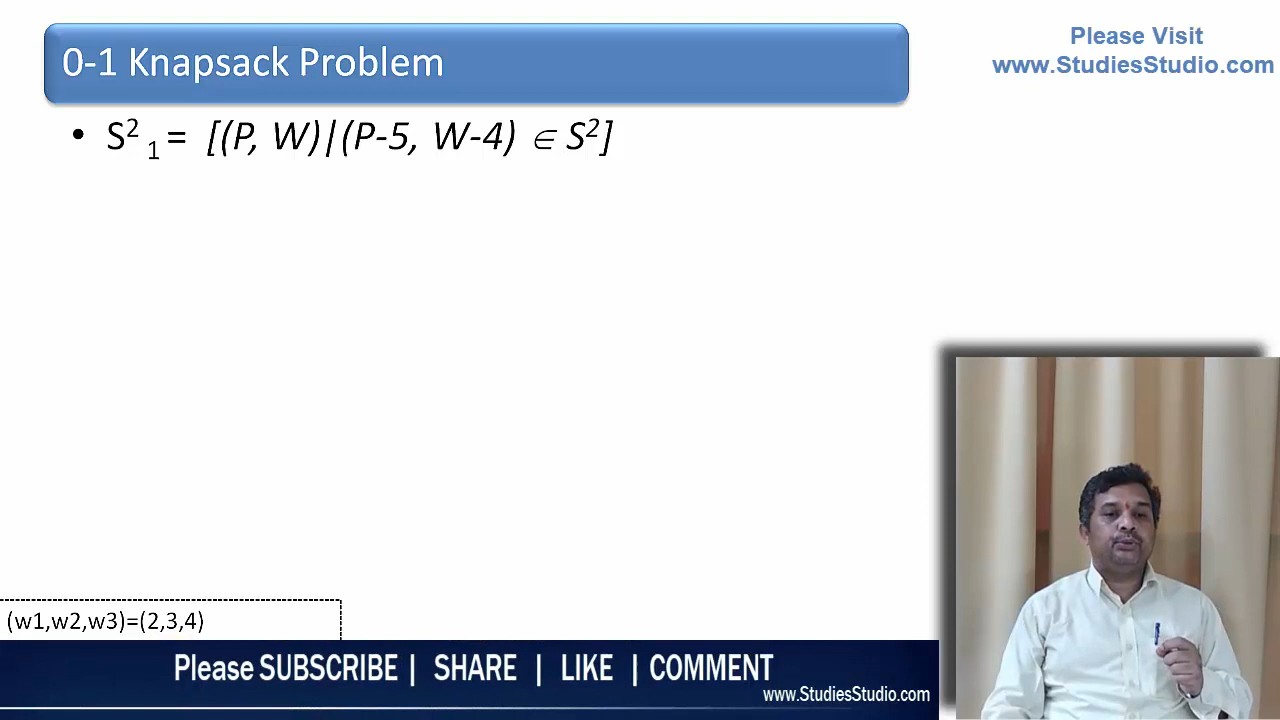 0-1 Knapsack Problem
Please Visit
www.StudiesStudio.com
• S²₁ = [(P, W)|(P-5, W-4) ∈ S²]
(w1,w2,w3)=(2,3,4)
Please SUBSCRIBE | SHARE | LIKE | COMMENT
www.StudiesStudio.com